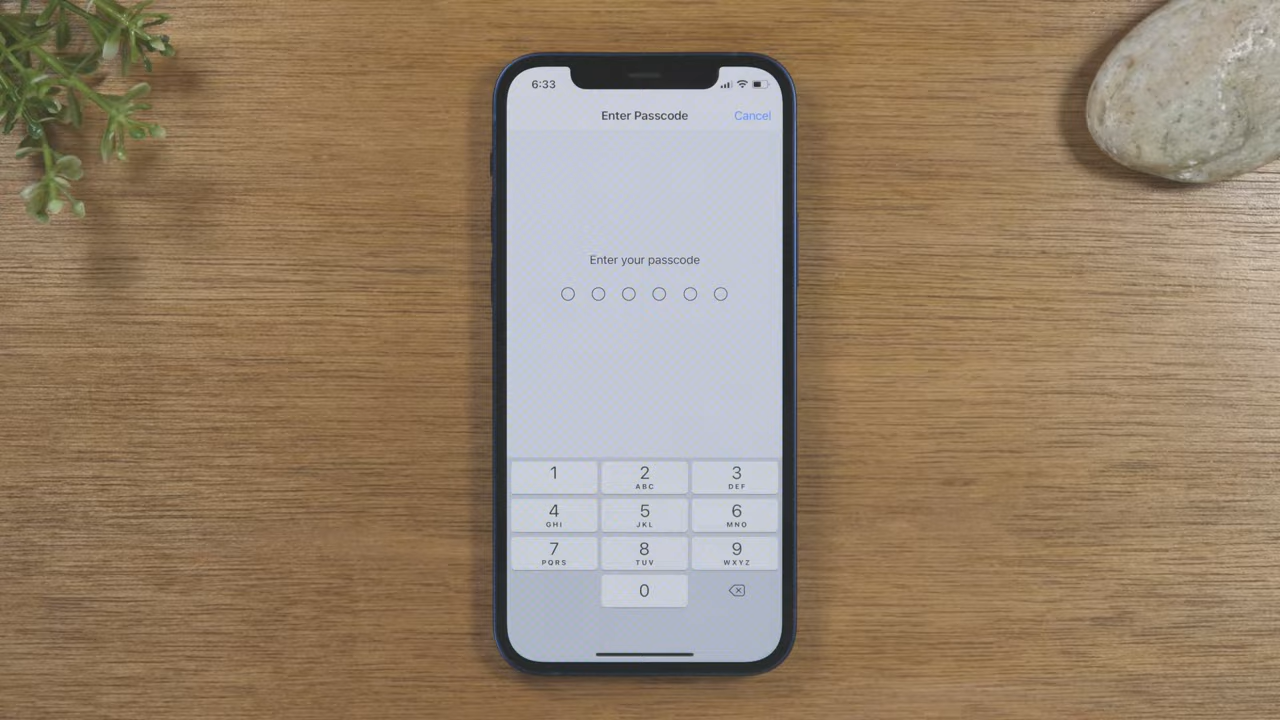 6:33
Enter Passcode Cancel
Enter your passcode
1 2 3
ABC DEF
4 5 6
GHI JKL MNO
7 8 9
PQRS TUV WXYZ
0